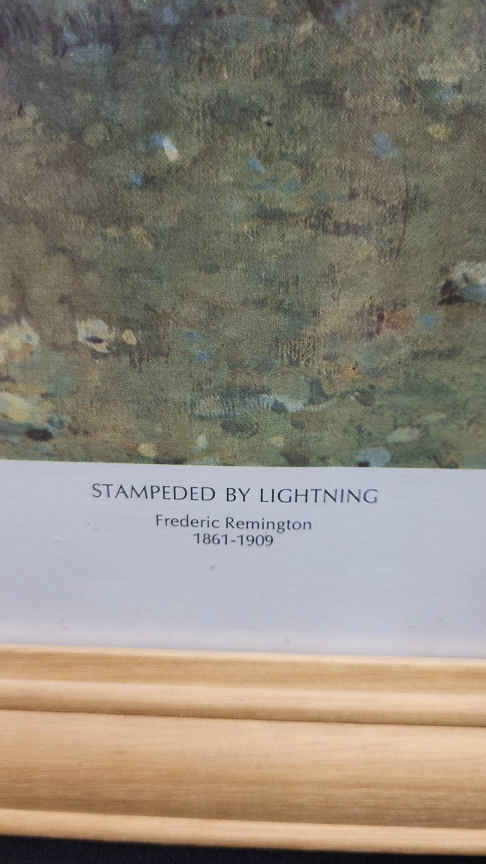 STAMPEDED BY LIGHTNING
Frederic Remington
1861-1909